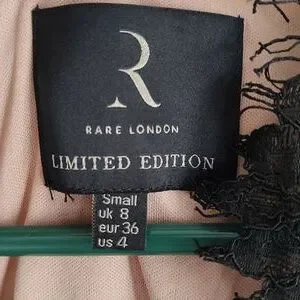 R
RARE LONDON
LIMITED EDITION
Small
uk 8
eur 36
us 4